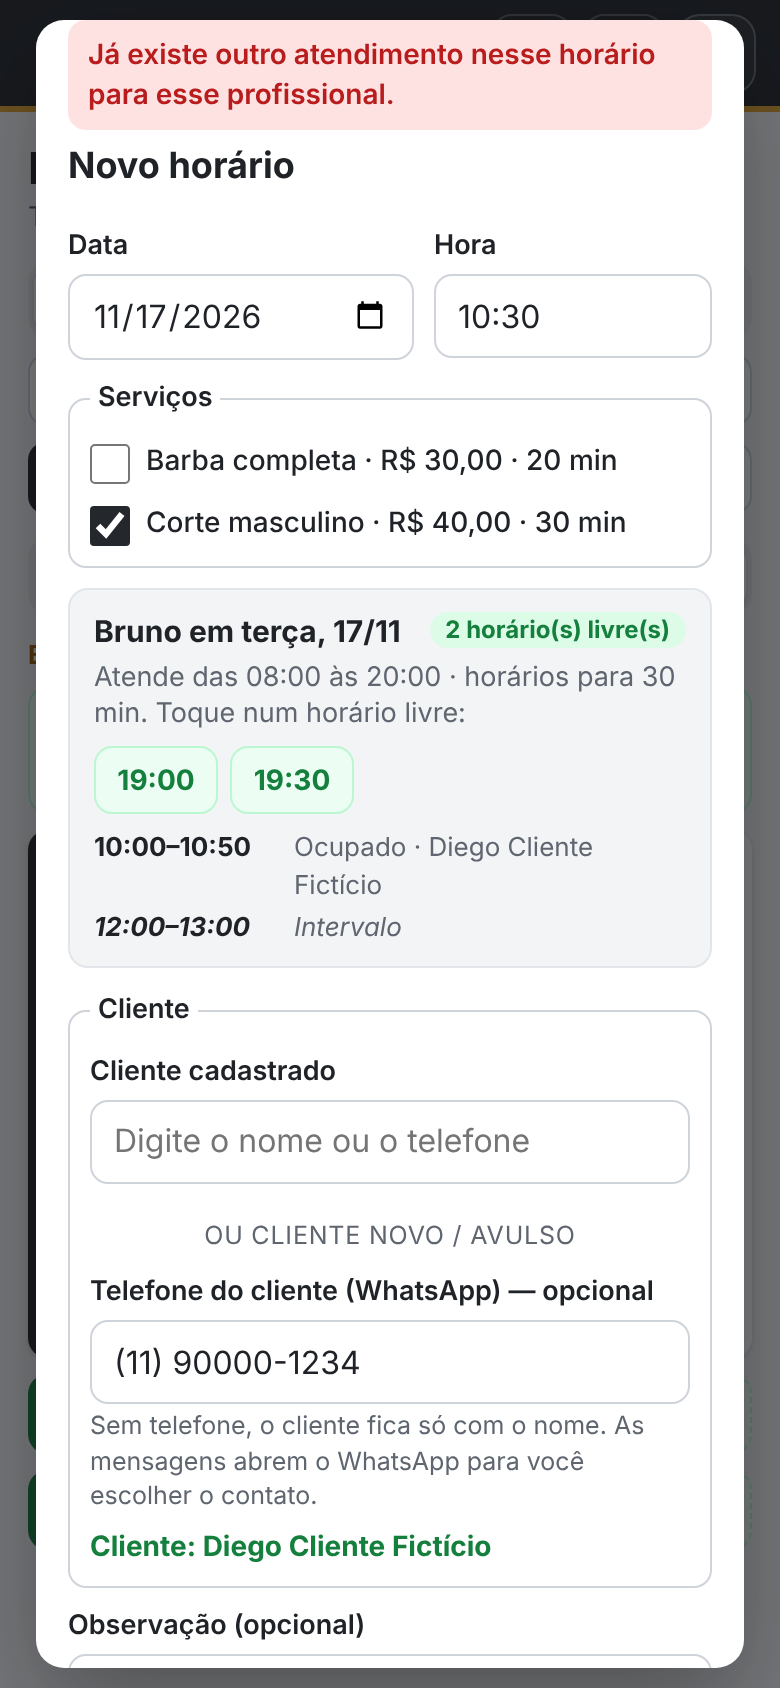 Já existe outro atendimento nesse horário
para esse profissional.
Novo horário
Data
Hora
11/17/2026
10:30
Serviços
Barba completa · R$ 30,00 · 20 min
Corte masculino · R$ 40,00 · 30 min
Bruno em terça, 17/11
2 horário(s) livre(s)
Atende das 08:00 às 20:00 · horários para 30
min. Toque num horário livre:
19:00
19:30
10:00–10:50
Ocupado · Diego Cliente
Fictício
12:00–13:00
Intervalo
Cliente
Cliente cadastrado
Digite o nome ou o telefone
OU CLIENTE NOVO / AVULSO
Telefone do cliente (WhatsApp) — opcional
(11) 90000-1234
Sem telefone, o cliente fica só com o nome. As
mensagens abrem o WhatsApp para você
escolher o contato.
Cliente: Diego Cliente Fictício
Observação (opcional)